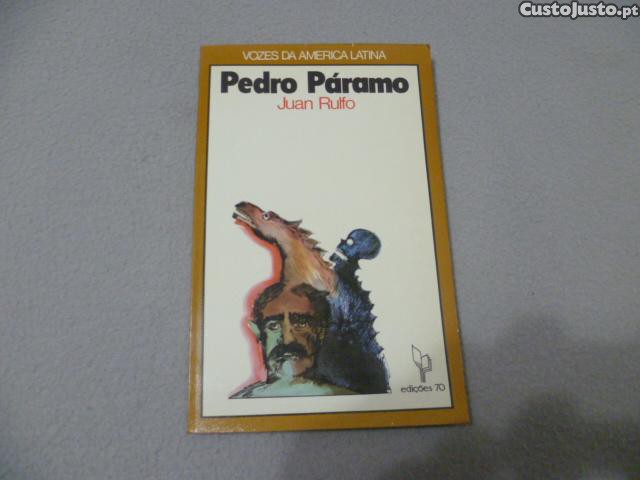 CustoJusto.pt
VOZES DA AMERICA LATINA
Pedro Páramo
Juan Rulfo
edições 70